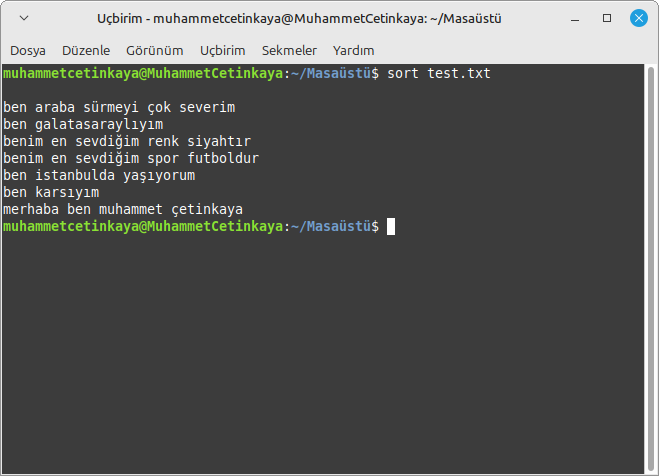 Uçbirim - muhammetcetinkaya@MuhammetCetinkaya: ~/Masaüstü
Dosya Düzenle Görünüm Uçbirim Sekmeler Yardım
muhammetcetinkaya@MuhammetCetinkaya:~/Masaüstü$ sort test.txt
ben araba sürmeyi çok severim
ben galatasaraylıyım
benim en sevdiğim renk siyahtır
benim en sevdiğim spor futboldur
ben istanbulda yaşıyorum
ben karsıyım
merhaba ben muhammet çetinkaya
muhammetcetinkaya@MuhammetCetinkaya:~/Masaüstü$